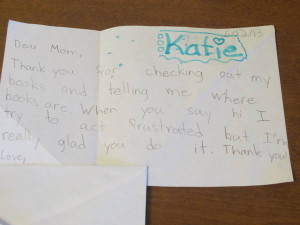 Katie
Dear Mom,
Thank you for checking out my
books and telling me where
books are. When you say hi I
try to act frustrated but I'm
really glad you do it. Thank you!
Love,